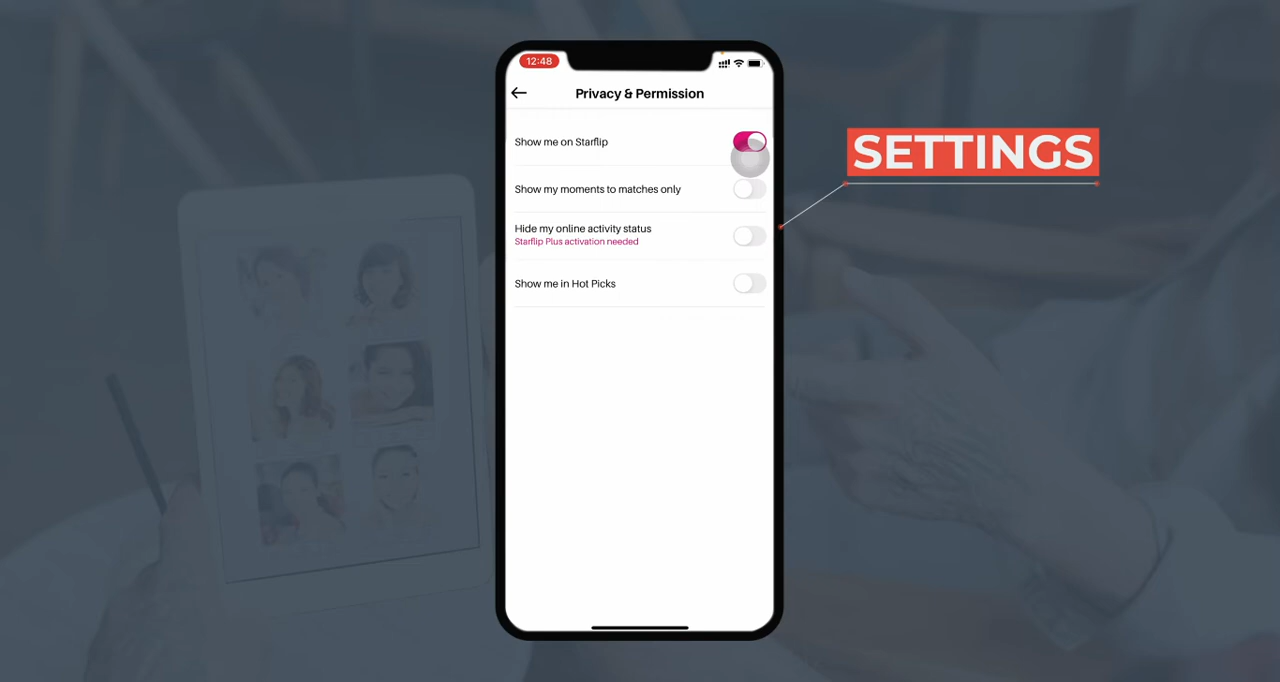 12:48
Privacy & Permission
SETTINGS
Show me on Starflip
Show my moments to matches only
Hide my online activity status
Starflip Plus activation needed
Show me in Hot Picks